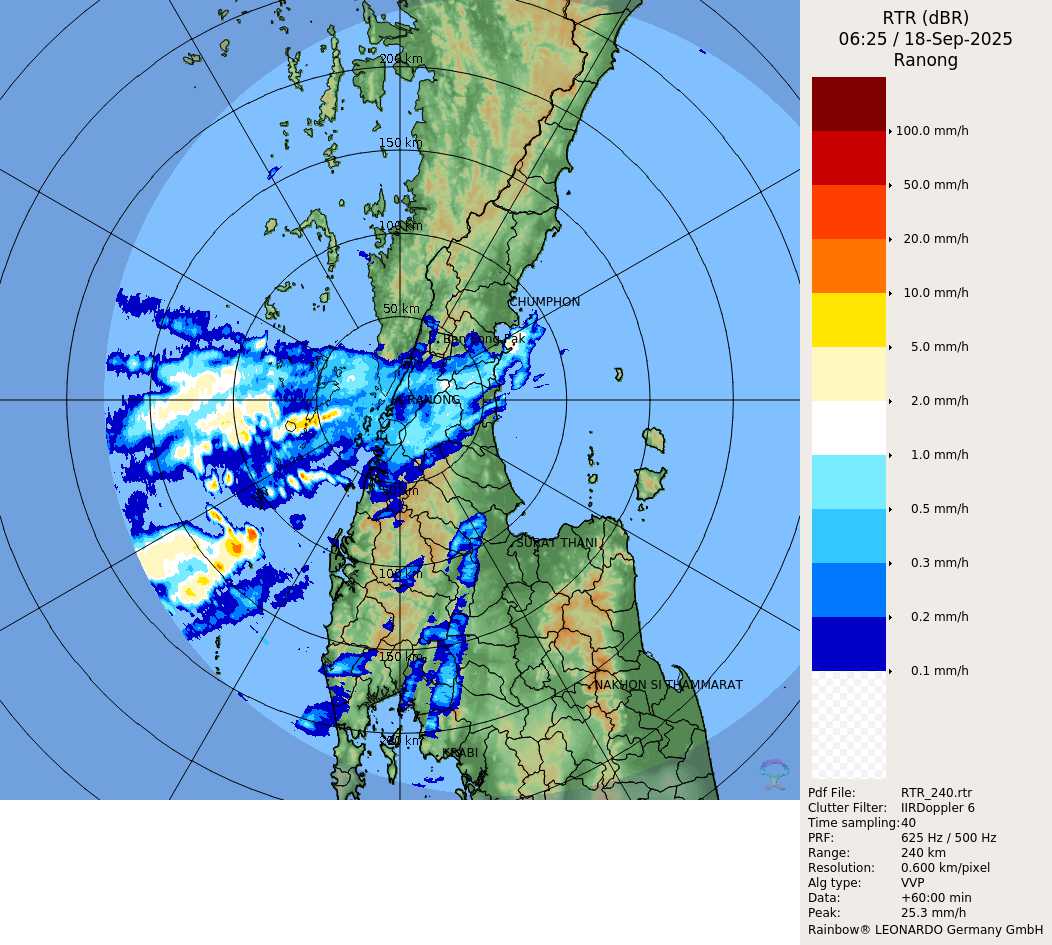 RTR (dBR)
06:25 / 18-Sep-2025
Ranong
200 km
150 km
100 km
50 km
CHUMPHON
RANONG
SURAT THANI
100 km
150 km
NAKHON SI THAMMARAT
200 km
KRABI
100.0 mm/h
50.0 mm/h
20.0 mm/h
10.0 mm/h
5.0 mm/h
2.0 mm/h
1.0 mm/h
0.5 mm/h
0.3 mm/h
0.2 mm/h
0.1 mm/h
Pdf File: RTR_240.rtr
Clutter Filter: IIRDoppler 6
Time sampling: 40
PRF: 625 Hz / 500 Hz
Range: 240 km
Resolution: 0.600 km/pixel
Alg type: VVP
Data: +60:00 min
Peak: 25.3 mm/h
Rainbow® LEONARDO Germany GmbH